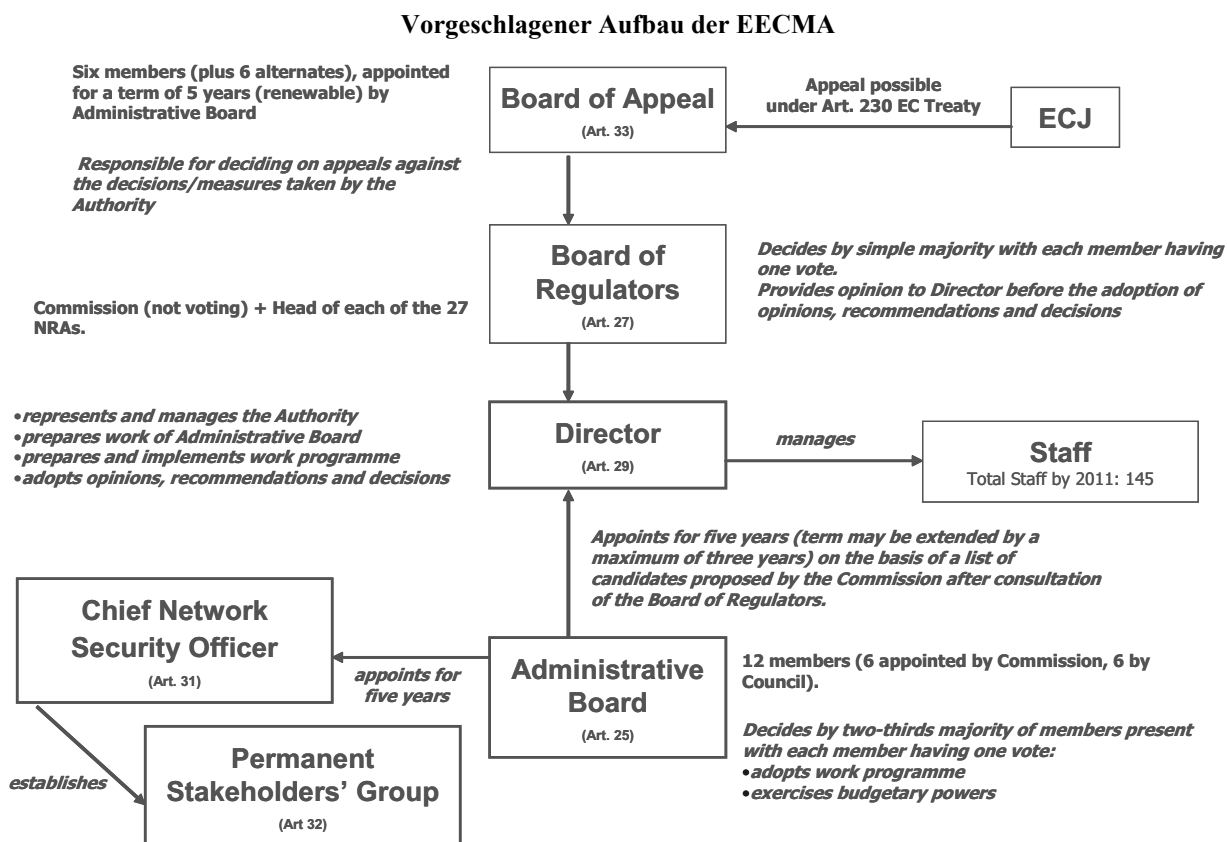 Vorgeschlagener Aufbau der EECMA
Six members (plus 6 alternates), appointed
for a term of 5 years (renewable) by
Administrative Board
Responsible for deciding on appeals against
the decisions/measures taken by the
Authority
Board of Appeal
(Art. 33)
Appeal possible
under Art. 230 EC Treaty
ECJ
Board of
Regulators
(Art. 27)
Commission (not voting) + Head of each of the 27
NRAs.
Decides by simple majority with each member having
one vote.
Provides opinion to Director before the adoption of
opinions, recommendations and decisions
•represents and manages the Authority
•prepares work of Administrative Board
•prepares and implements work programme
•adopts opinions, recommendations and decisions
Director
(Art. 29)
manages
Staff
Total Staff by 2011: 145
Appoints for five years (term may be extended by a
maximum of three years) on the basis of a list of
candidates proposed by the Commission after consultation
of the Board of Regulators.
Chief Network
Security Officer
(Art. 31)
appoints for
five years
Administrative
Board
(Art. 25)
12 members (6 appointed by Commission, 6 by
Council).
Decides by two-thirds majority of members present
with each member having one vote:
•adopts work programme
•exercises budgetary powers
establishes
Permanent
Stakeholders’ Group
(Art 32)